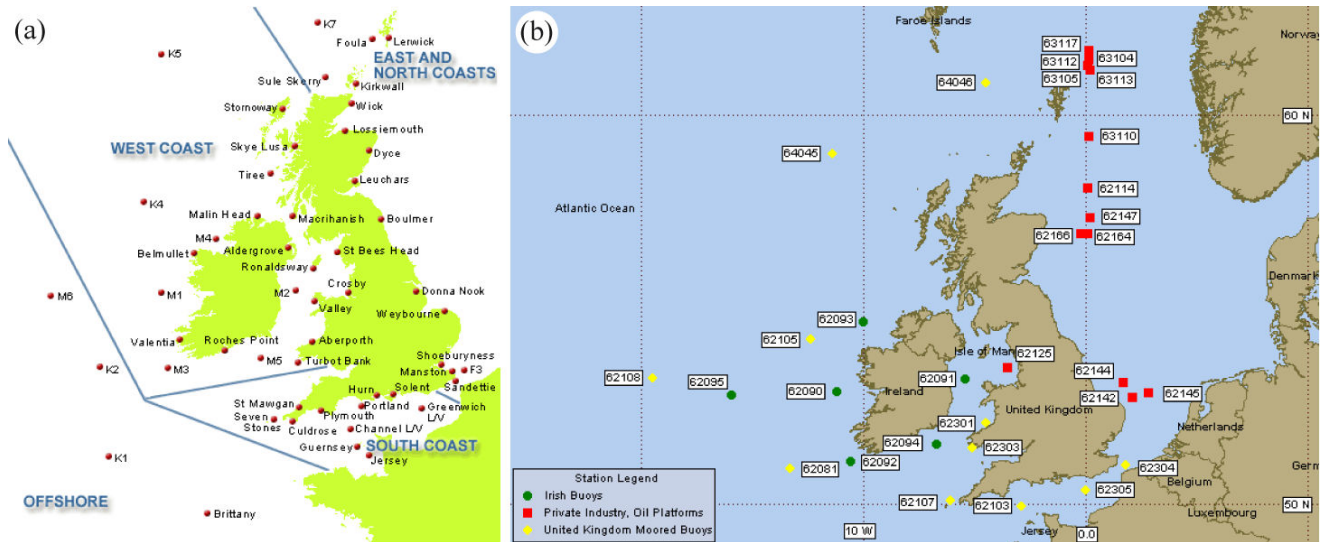 (a)
K7
Foula
Lerwick
K5
EAST AND
NORTH COASTS
Sule Skerry
Kirkwall
Stornoway
Wick
Lossiemouth
WEST COAST
Skye Lusa
Dyce
Tiree
Leuchars
K4
Malin Head
Macrihanish
Boulmer
M4
Aldergrove
St Bees Head
Belmullet
Ronaldsway
Crosby
M6
M1
M2
Donna Nook
Valley
Weybourne
Valentia
Roches Point
Aberporth
Shoeburyness
K2
M3
M5
Turbot Bank
Manston
F3
Hurn
Solent
Sandettie
St Mawgan
Portland
Greenwich
L/V
Seven
Stones
Plymouth
Culdrose
Channel L/V
Guernsey
SOUTH COAST
Jersey
K1
OFFSHORE
Brittany
(b)
Faroe Islands
Norway
63117
63112
63104
63105
63113
64046
60 N
63110
64045
62114
Atlantic Ocean
62147
62166
62164
Denmark
62093
62105
Isle of Man
62125
62108
62095
62090
62091
62144
62145
62142
Ireland
United Kingdom
62301
Netherlands
62094
62303
62081
62092
62304
Belgium
Germ
62107
62103
62305
Luxembourg
50 N
10 W
Jersey
0.0
Station Legend
Irish Buoys
Private Industry, Oil Platforms
United Kingdom Moored Buoys